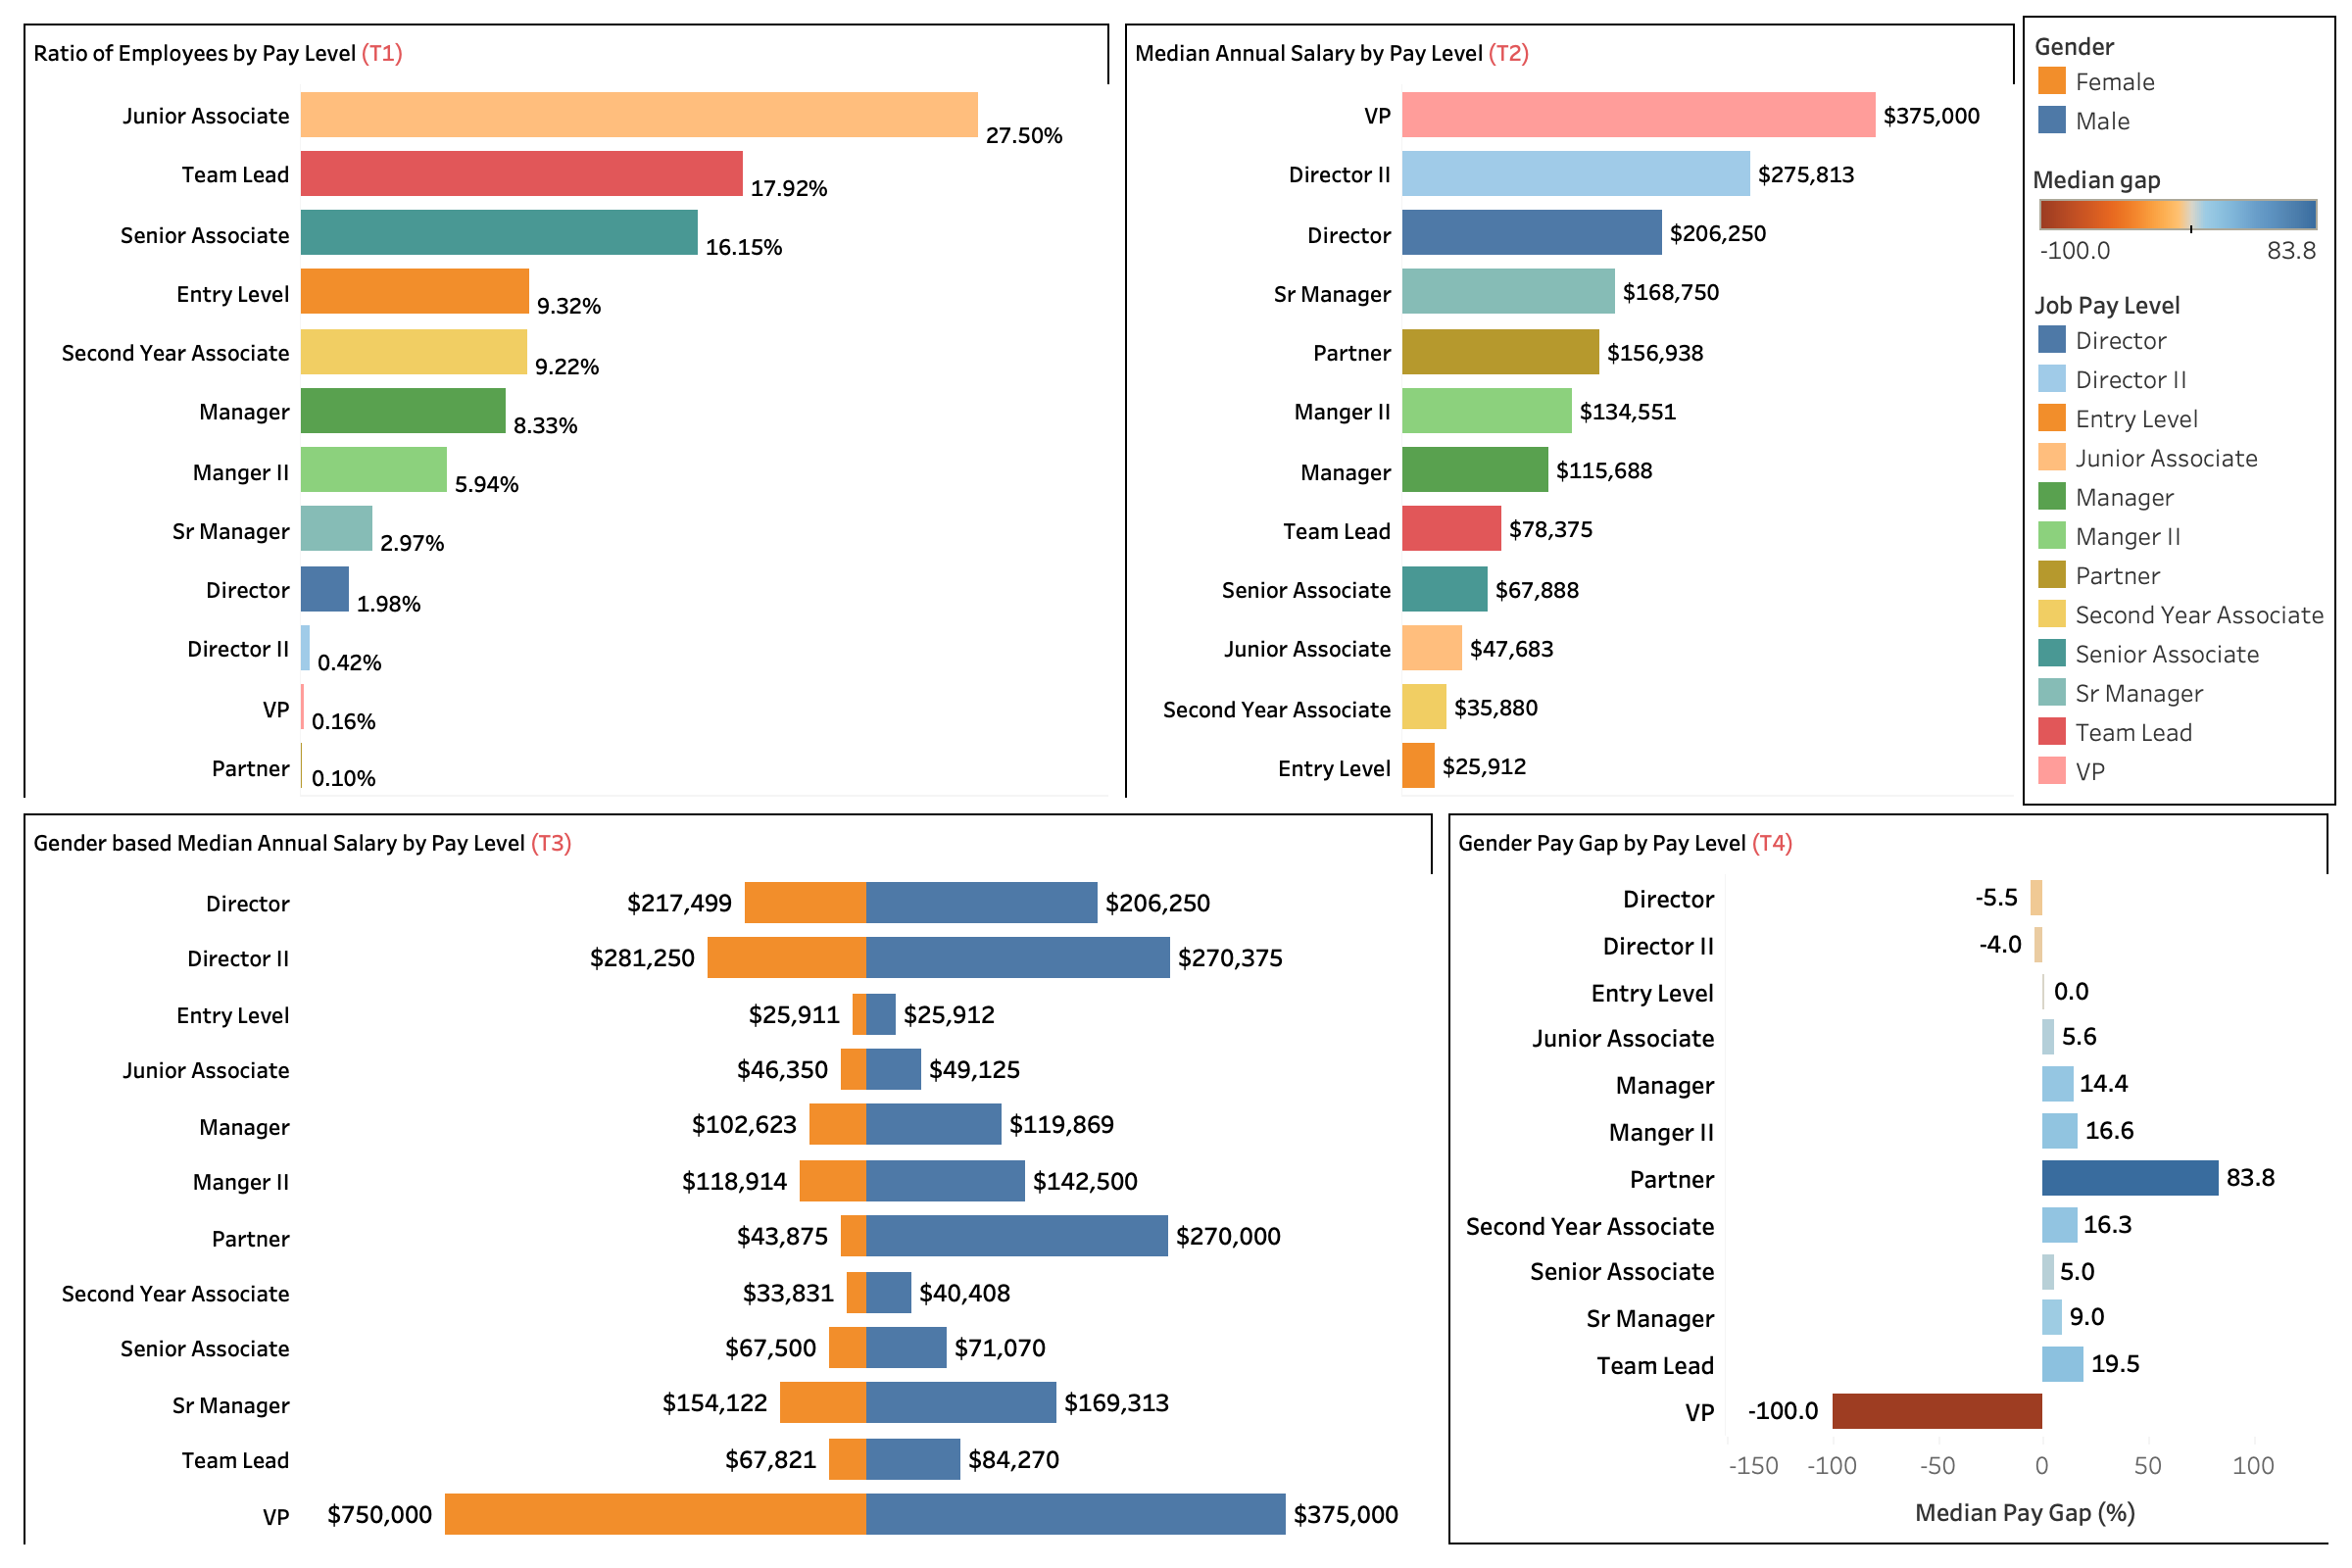 Ratio of Employees by Pay Level (T1)
Junior Associate 27.50%
Team Lead 17.92%
Senior Associate 16.15%
Entry Level 9.32%
Second Year Associate 9.22%
Manager 8.33%
Manger II 5.94%
Sr Manager 2.97%
Director 1.98%
Director II 0.42%
VP 0.16%
Partner 0.10%
Median Annual Salary by Pay Level (T2)
VP $375,000
Director II $275,813
Director $206,250
Sr Manager $168,750
Partner $156,938
Manger II $134,551
Manager $115,688
Team Lead $78,375
Senior Associate $67,888
Junior Associate $47,683
Second Year Associate $35,880
Entry Level $25,912
Gender
Female
Male
Median gap
-100.0 83.8
Job Pay Level
Director
Director II
Entry Level
Junior Associate
Manager
Manger II
Partner
Second Year Associate
Senior Associate
Sr Manager
Team Lead
VP
Gender based Median Annual Salary by Pay Level (T3)
Director $217,499 $206,250
Director II $281,250 $270,375
Entry Level $25,911 $25,912
Junior Associate $46,350 $49,125
Manager $102,623 $119,869
Manger II $118,914 $142,500
Partner $43,875 $270,000
Second Year Associate $33,831 $40,408
Senior Associate $67,500 $71,070
Sr Manager $154,122 $169,313
Team Lead $67,821 $84,270
VP $750,000 $375,000
Gender Pay Gap by Pay Level (T4)
Director -5.5
Director II -4.0
Entry Level 0.0
Junior Associate 5.6
Manager 14.4
Manger II 16.6
Partner 83.8
Second Year Associate 16.3
Senior Associate 5.0
Sr Manager 9.0
Team Lead 19.5
VP -100.0
-150 -100 -50 0 50 100
Median Pay Gap (%)